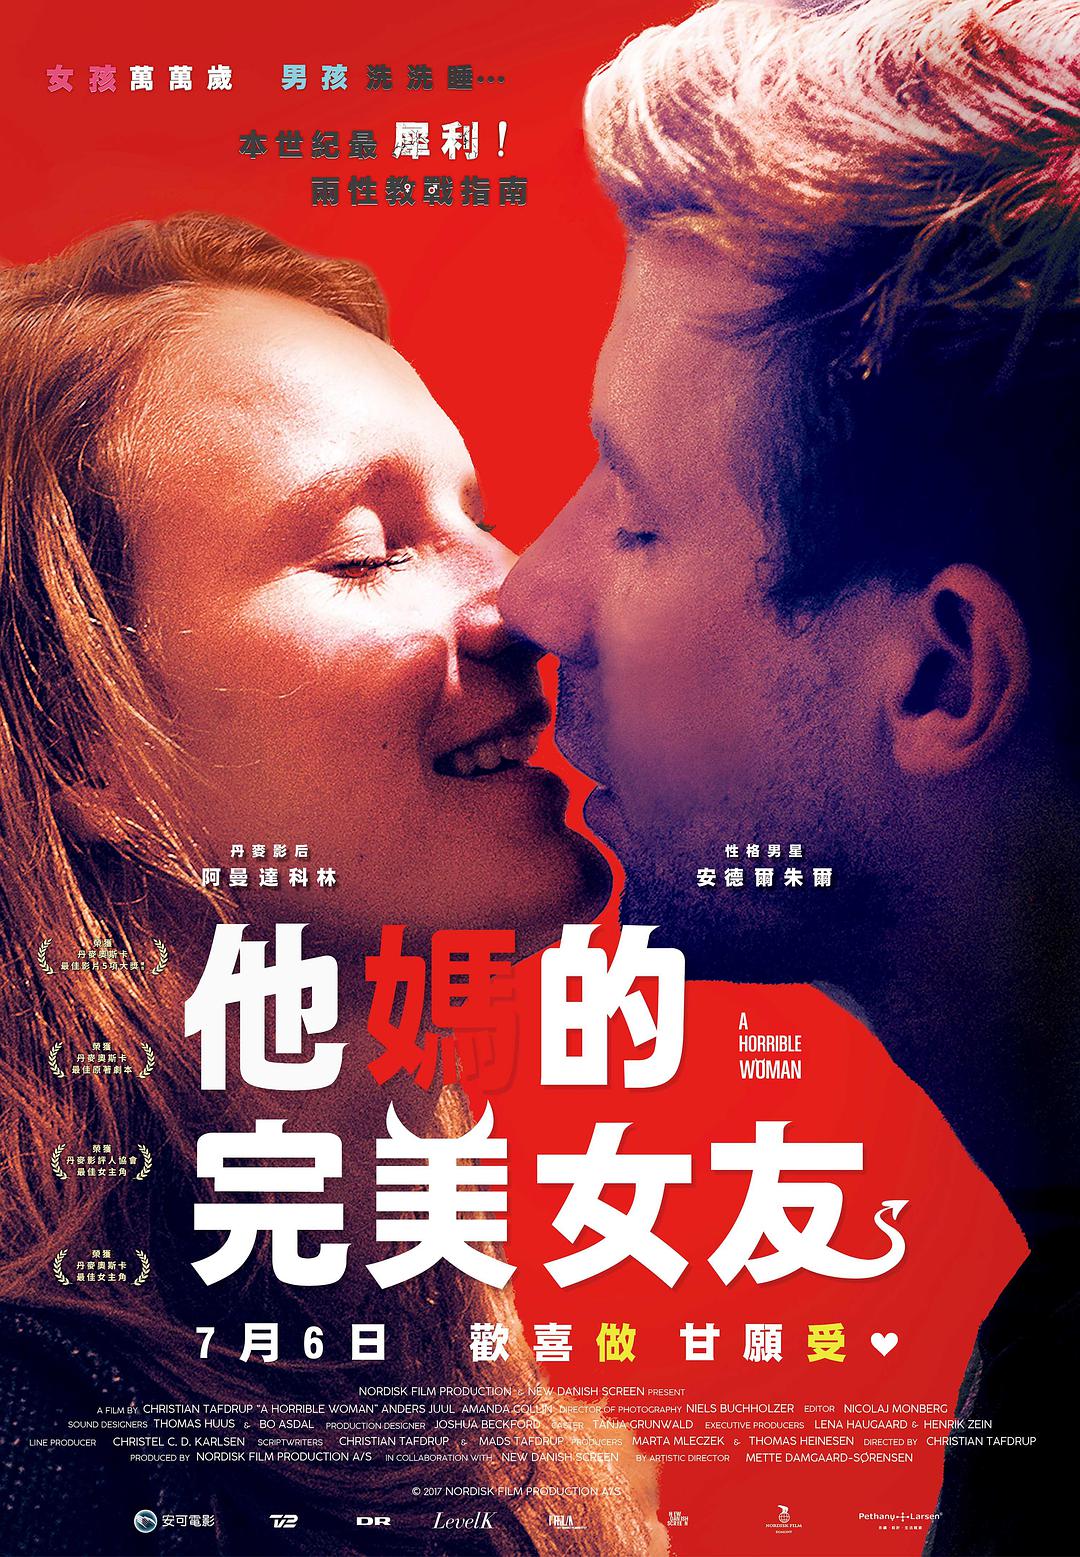 女孩萬萬歲 男孩洗洗睡⋯
本世紀最犀利!
兩性教戰指南
丹麥影后
阿曼達科林
性格男星
安德爾朱爾
榮獲
丹麥奧斯卡
最佳影片5項大獎!!
榮獲
丹麥奧斯卡
最佳原著劇本
榮獲
丹麥影評人協會
最佳女主角
榮獲
丹麥奧斯卡
最佳女主角
他媽的
完美女友
A
HORRIBLE
WOMAN
7月6日 歡喜做 甘願受♥
NORDISK FILM PRODUCTION & NEW DANISH SCREEN PRESENT
A FILM BY CHRISTIAN TAFDRUP "A HORRIBLE WOMAN" ANDERS JUUL AMANDA COLLIN DIRECTOR OF PHOTOGRAPHY NIELS BUCHHOLZER EDITOR NICOLAJ MONBERG
SOUND DESIGNERS THOMAS HUUS & BO ASDAL PRODUCTION DESIGNER JOSHUA BECKFORD CASTER TANJA GRUNWALD EXECUTIVE PRODUCERS LENA HAUGAARD & HENRIK ZEIN
LINE PRODUCER CHRISTEL C. D. KARLSEN SCRIPTWRITERS CHRISTIAN TAFDRUP & MADS TAFDRUP PRODUCERS MARTA MLECZEK & THOMAS HEINESEN DIRECTED BY CHRISTIAN TAFDRUP
PRODUCED BY NORDISK FILM PRODUCTION A/S IN COLLABORATION WITH NEW DANISH SCREEN BY ARTISTIC DIRECTOR METTE DAMGAARD-SØRENSEN
© 2017 NORDISK FILM PRODUCTION A/S
安可電影 T2 DR LevelK NEW DANISH SCREEN NORDISK FILM EGMONT Pethany+Larsen